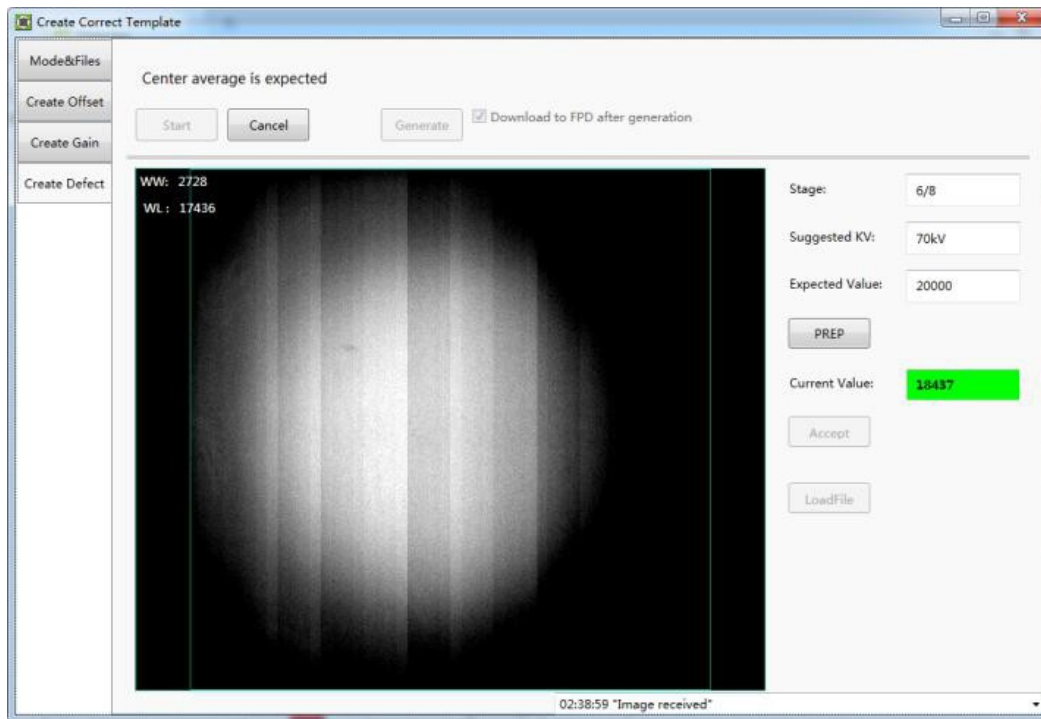 Create Correct Template
Mode&Files
Create Offset
Create Gain
Create Defect
Center average is expected
Start
Cancel
Generate
Download to FPD after generation
WW: 2728
WL: 17436
Stage:
6/8
Suggested KV:
70kV
Expected Value:
20000
PREP
Current Value:
18437
Accept
LoadFile
02:38:59 "Image received"